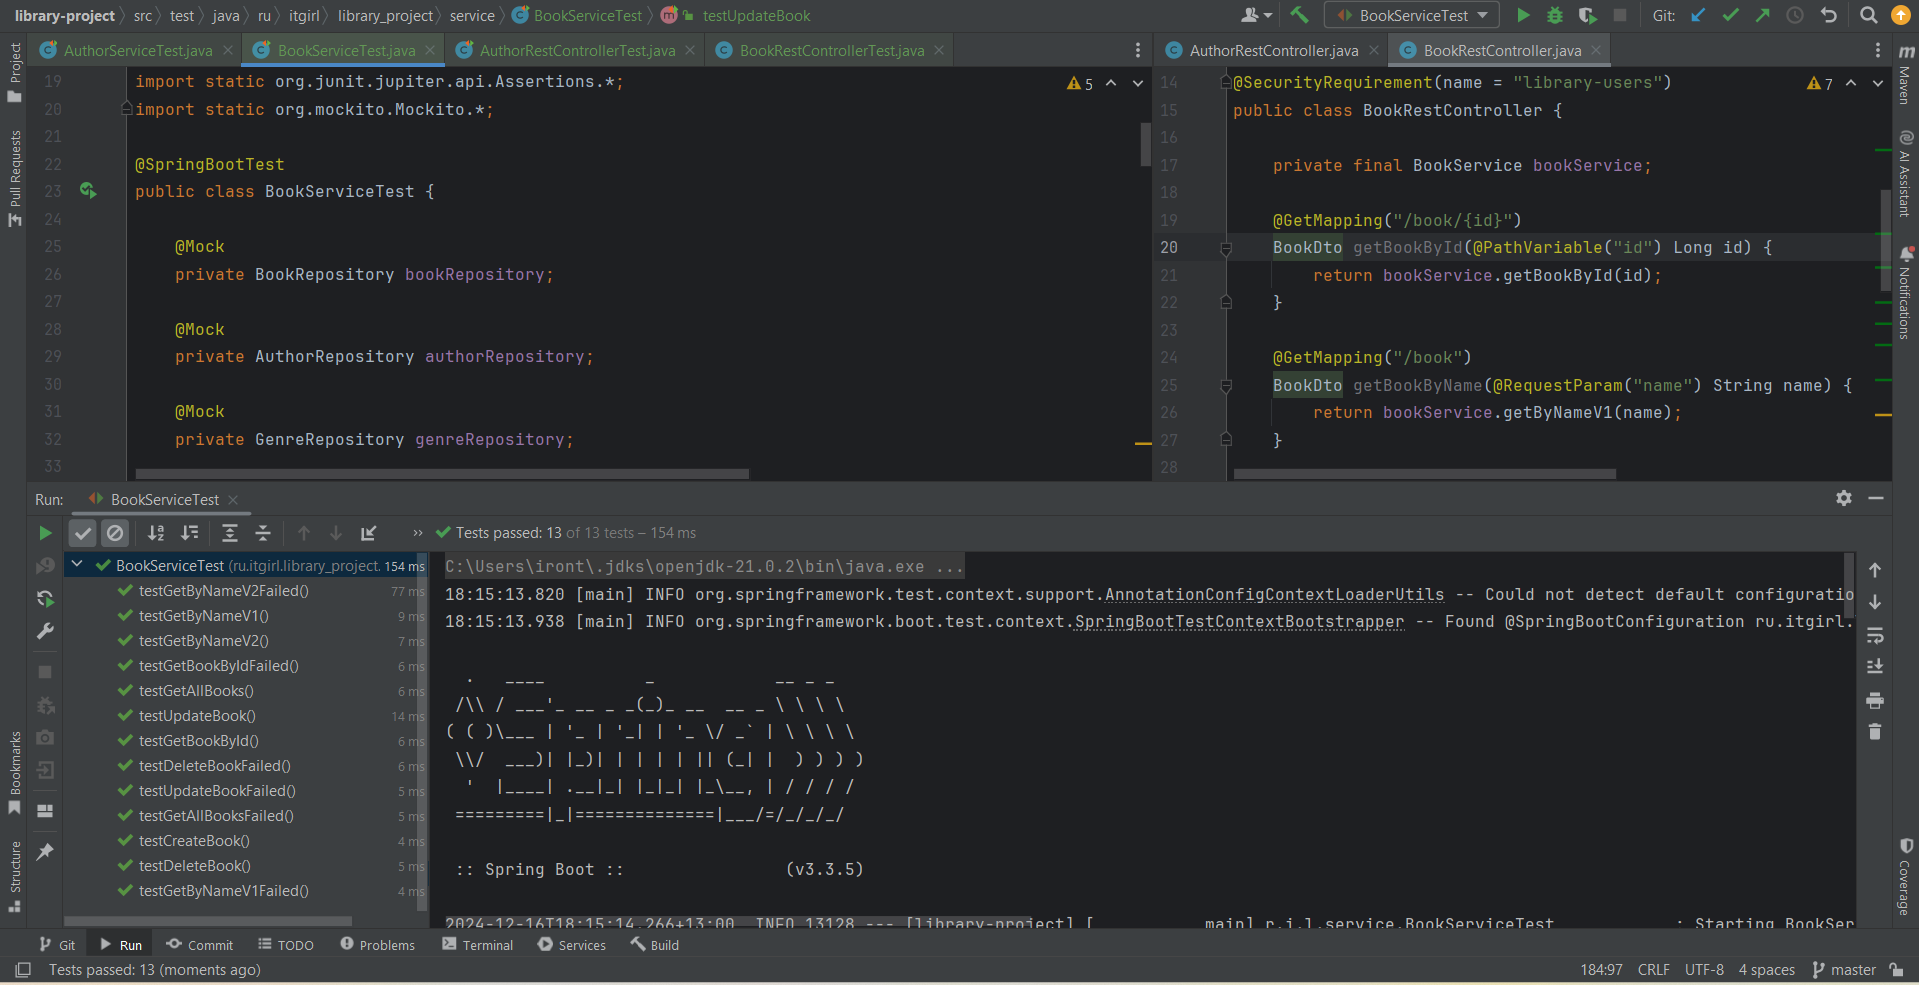 library-project src test java ru itgirl library_project service BookServiceTest testUpdateBook
BookServiceTest Git:
AuthorServiceTest.java BookServiceTest.java AuthorRestControllerTest.java BookRestControllerTest.java AuthorRestController.java BookRestController.java
Project
Pull Requests
Bookmarks
Structure
19 import static org.junit.jupiter.api.Assertions.*; 5
20 import static org.mockito.Mockito.*;
21
22 @SpringBootTest
23 public class BookServiceTest {
24
25 @Mock
26 private BookRepository bookRepository;
27
28 @Mock
29 private AuthorRepository authorRepository;
30
31 @Mock
32 private GenreRepository genreRepository;
33
14 @SecurityRequirement(name = "library-users") 7
15 public class BookRestController {
16
17 private final BookService bookService;
18
19 @GetMapping("/book/{id}")
20 BookDto getBookById(@PathVariable("id") Long id) {
21 return bookService.getBookById(id);
22 }
23
24 @GetMapping("/book")
25 BookDto getBookByName(@RequestParam("name") String name) {
26 return bookService.getByNameV1(name);
27 }
28
m
Maven
AI Assistant
Notifications
Coverage
Run: BookServiceTest
» Tests passed: 13 of 13 tests – 154 ms
BookServiceTest (ru.itgirl.library_project. 154 ms
testGetByNameV2Failed() 77 ms
testGetByNameV1() 9 ms
testGetByNameV2() 7 ms
testGetBookByIdFailed() 6 ms
testGetAllBooks() 6 ms
testUpdateBook() 14 ms
testGetBookById() 6 ms
testDeleteBookFailed() 6 ms
testUpdateBookFailed() 5 ms
testGetAllBooksFailed() 5 ms
testCreateBook() 4 ms
testDeleteBook() 5 ms
testGetByNameV1Failed() 4 ms
C:\Users\iront\.jdks\openjdk-21.0.2\bin\java.exe ...
18:15:13.820 [main] INFO org.springframework.test.context.support.AnnotationConfigContextLoaderUtils -- Could not detect default configuratio
18:15:13.938 [main] INFO org.springframework.boot.test.context.SpringBootTestContextBootstrapper -- Found @SpringBootConfiguration ru.itgirl.
  .   ____          _            __ _ _
 /\\ / ___'_ __ _ _(_)_ __  __ _ \ \ \ \
( ( )\___ | '_ | '_| | '_ \/ _` | \ \ \ \
 \\/  ___)| |_)| | | | | || (_| |  ) ) ) )
  '  |____| .__|_| |_|_| |_\__, | / / / /
 =========|_|==============|___/=/_/_/_/
:: Spring Boot :: (v3.3.5)
2024-12-16T18:15:14.266+13:00 INFO 13128 --- [library-project] [ main] r.i.l.service.BookServiceTest : Starting BookSer
Git Run Commit TODO Problems Terminal Services Build
Tests passed: 13 (moments ago) 184:97 CRLF UTF-8 4 spaces master